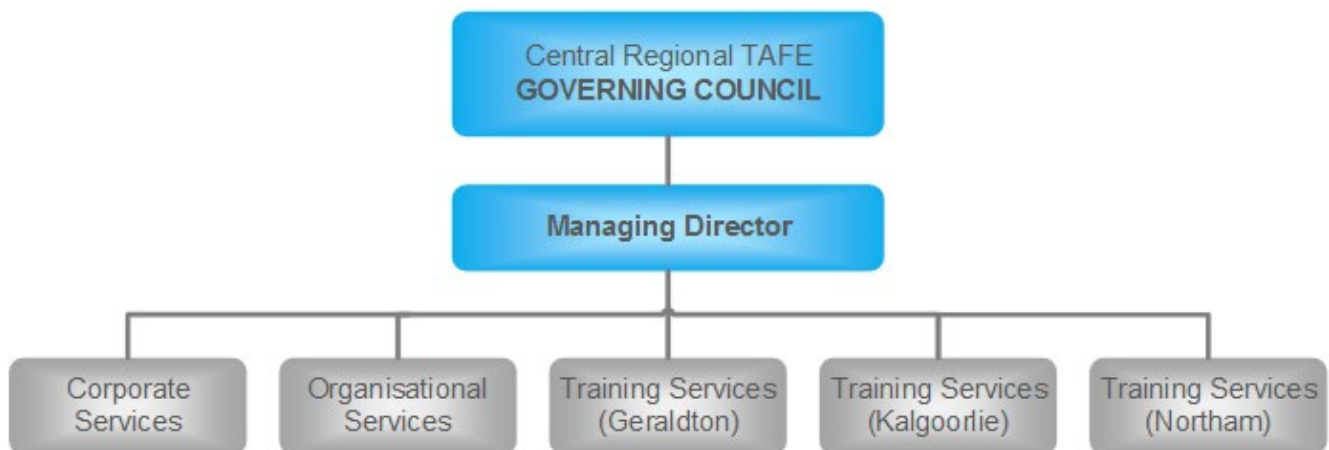 Central Regional TAFE
GOVERNING COUNCIL
Managing Director
Corporate
Services
Organisational
Services
Training Services
(Geraldton)
Training Services
(Kalgoorlie)
Training Services
(Northam)